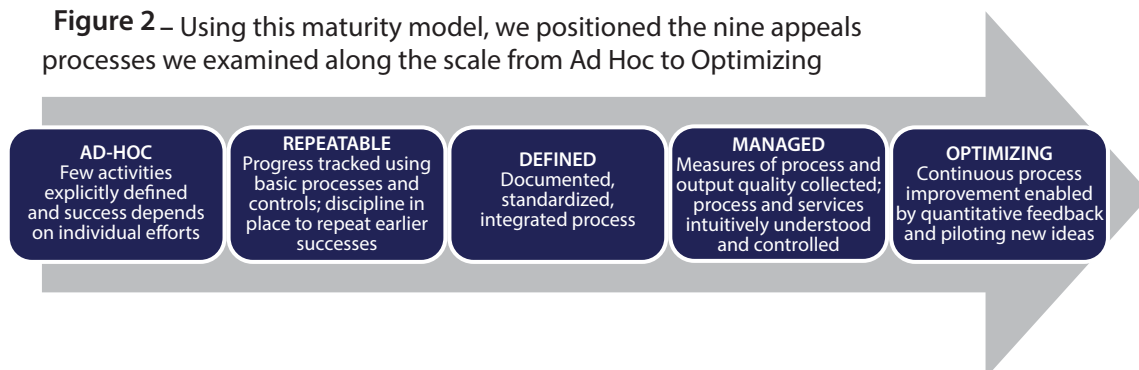 Figure 2 – Using this maturity model, we positioned the nine appeals
processes we examined along the scale from Ad Hoc to Optimizing
AD-HOC
Few activities
explicitly defined
and success depends
on individual efforts
REPEATABLE
Progress tracked using
basic processes and
controls; discipline in
place to repeat earlier
successes
DEFINED
Documented,
standardized,
integrated process
MANAGED
Measures of process and
output quality collected;
process and services
intuitively understood
and controlled
OPTIMIZING
Continuous process
improvement enabled
by quantitative feedback
and piloting new ideas